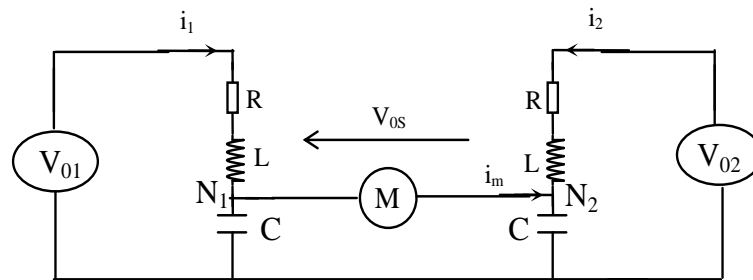 i₁ i₂
R R
V₀S
V₀₁ L L V₀₂
N₁ M iₘ N₂
C C